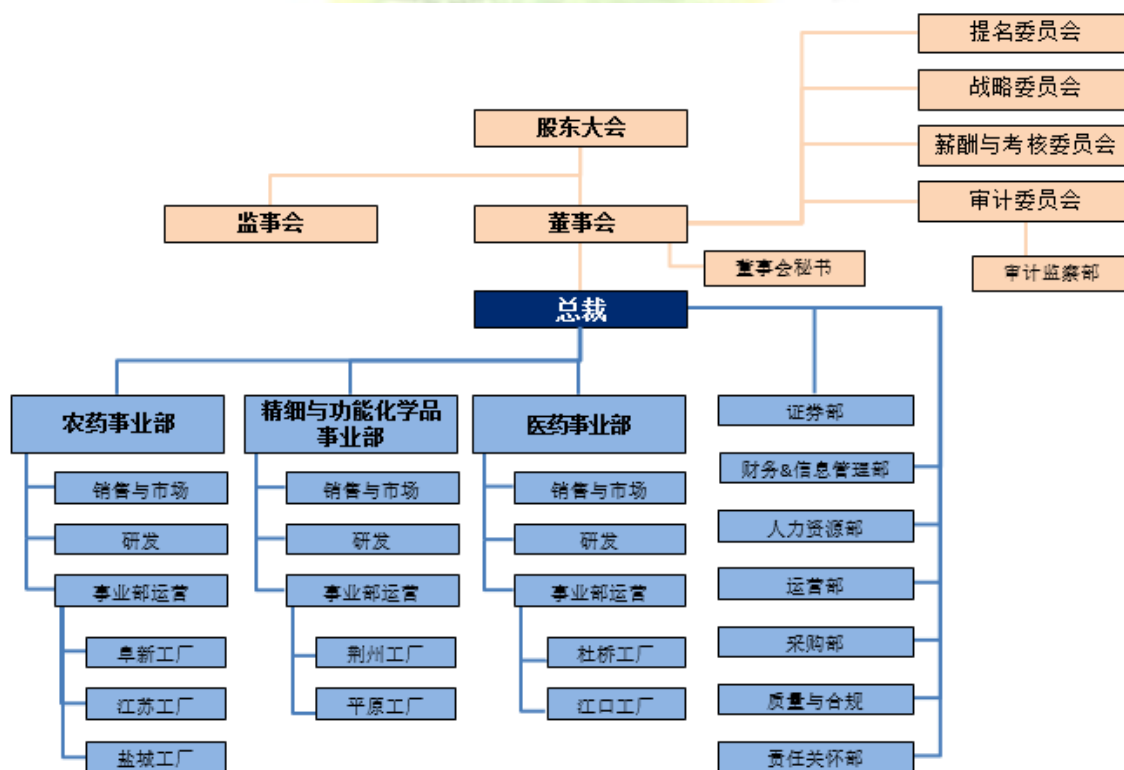 提名委员会
战略委员会
股东大会
薪酬与考核委员会
监事会
董事会
审计委员会
董事会秘书
审计监察部
总裁
农药事业部
精细与功能化学品
事业部
医药事业部
证券部
销售与市场
销售与市场
销售与市场
财务&信息管理部
研发
研发
研发
人力资源部
事业部运营
事业部运营
事业部运营
运营部
阜新工厂
荆州工厂
杜桥工厂
采购部
江苏工厂
平原工厂
江口工厂
质量与合规
盐城工厂
责任关怀部